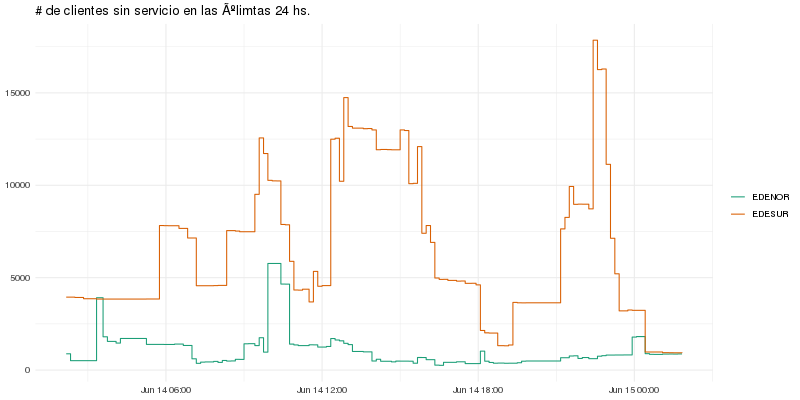 # de clientes sin servicio en las Ãºlimtas 24 hs.
15000
10000
5000
0
Jun 14 06:00
Jun 14 12:00
Jun 14 18:00
Jun 15 00:00
EDENOR
EDESUR